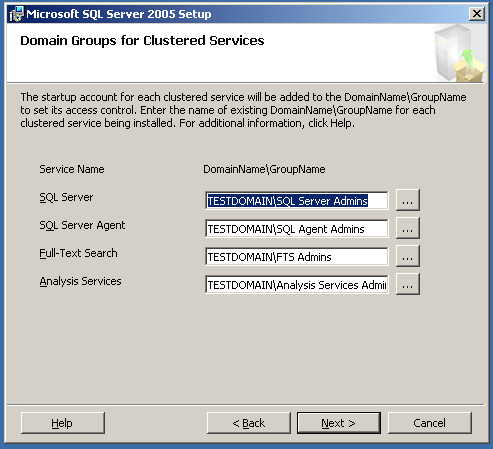 Microsoft SQL Server 2005 Setup
Domain Groups for Clustered Services
The startup account for each clustered service will be added to the DomainName\GroupName
to set its access control. Enter the name of existing DomainName\GroupName for each
clustered service being installed. For additional information, click Help.
Service Name DomainName\GroupName
SQL Server TESTDOMAIN\SQL Server Admins ...
SQL Server Agent TESTDOMAIN\SQL Agent Admins ...
Full-Text Search TESTDOMAIN\FTS Admins ...
Analysis Services TESTDOMAIN\Analysis Services Admi ...
Help < Back Next > Cancel